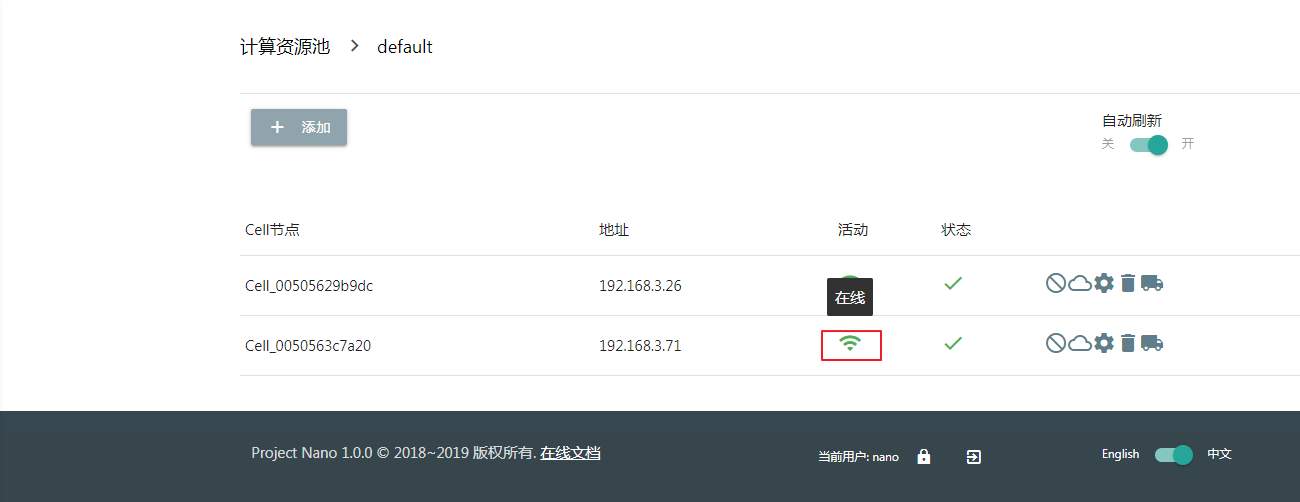 计算资源池 > default
+ 添加
自动刷新
关 开
Cell节点 地址 活动 状态
Cell_00505629b9dc 192.168.3.26
在线
Cell_0050563c7a20 192.168.3.71
Project Nano 1.0.0 © 2018~2019 版权所有. 在线文档 当前用户: nano English 中文